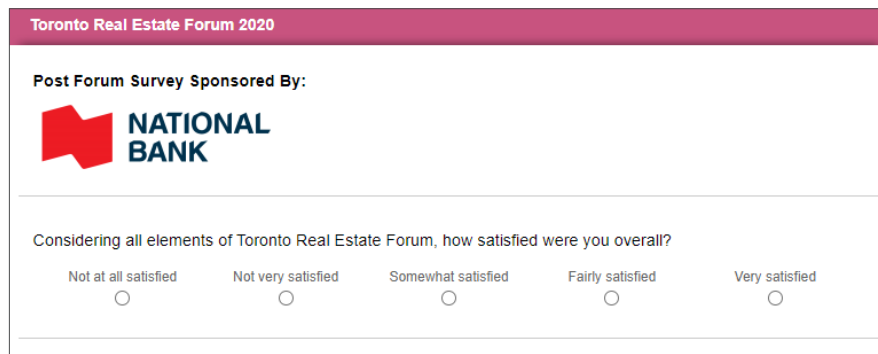 Toronto Real Estate Forum 2020
Post Forum Survey Sponsored By:
NATIONAL
BANK
Considering all elements of Toronto Real Estate Forum, how satisfied were you overall?
Not at all satisfied Not very satisfied Somewhat satisfied Fairly satisfied Very satisfied